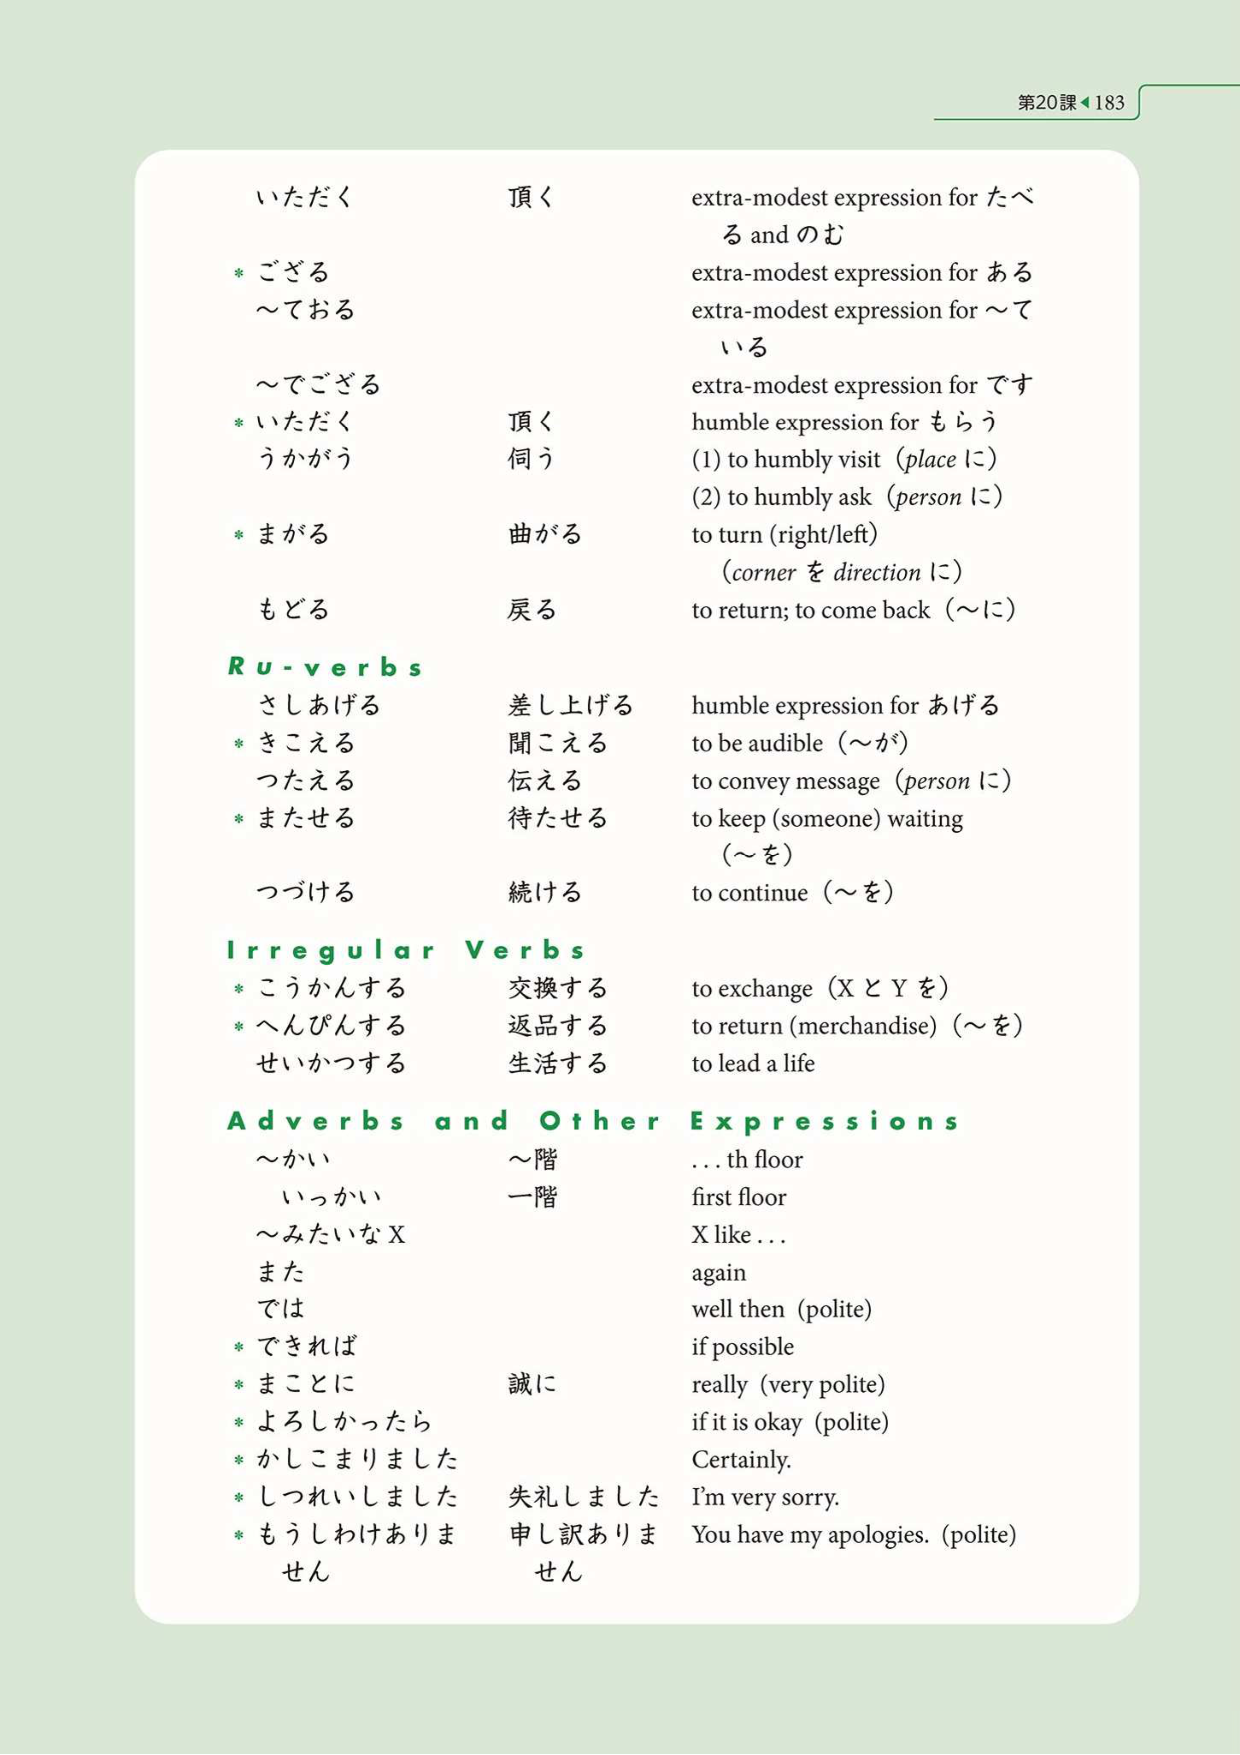 第20課◀183
いただく 頂く extra-modest expression for たべ
る and のむ
* ござる extra-modest expression for ある
〜ておる extra-modest expression for 〜て
いる
〜でござる extra-modest expression for です
* いただく 頂く humble expression for もらう
うかがう 伺う (1) to humbly visit（place に）
(2) to humbly ask（person に）
* まがる 曲がる to turn (right/left)
（corner を direction に）
もどる 戻る to return; to come back（〜に）
Ru-verbs
さしあげる 差し上げる humble expression for あげる
* きこえる 聞こえる to be audible（〜が）
つたえる 伝える to convey message（person に）
* またせる 待たせる to keep (someone) waiting
（〜を）
つづける 続ける to continue（〜を）
Irregular Verbs
* こうかんする 交換する to exchange（X と Y を）
* へんぴんする 返品する to return (merchandise)（〜を）
せいかつする 生活する to lead a life
Adverbs and Other Expressions
〜かい 〜階 . . . th floor
いっかい 一階 first floor
〜みたいな X X like . . .
また again
では well then (polite)
* できれば if possible
* まことに 誠に really (very polite)
* よろしかったら if it is okay (polite)
* かしこまりました Certainly.
* しつれいしました 失礼しました I'm very sorry.
* もうしわけありま 申し訳ありま You have my apologies. (polite)
せん せん